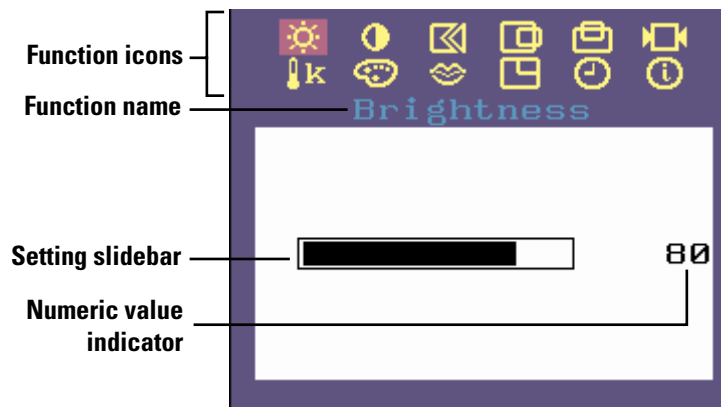 Function icons
k
Function name
Brightness
Setting slidebar
80
Numeric value
indicator